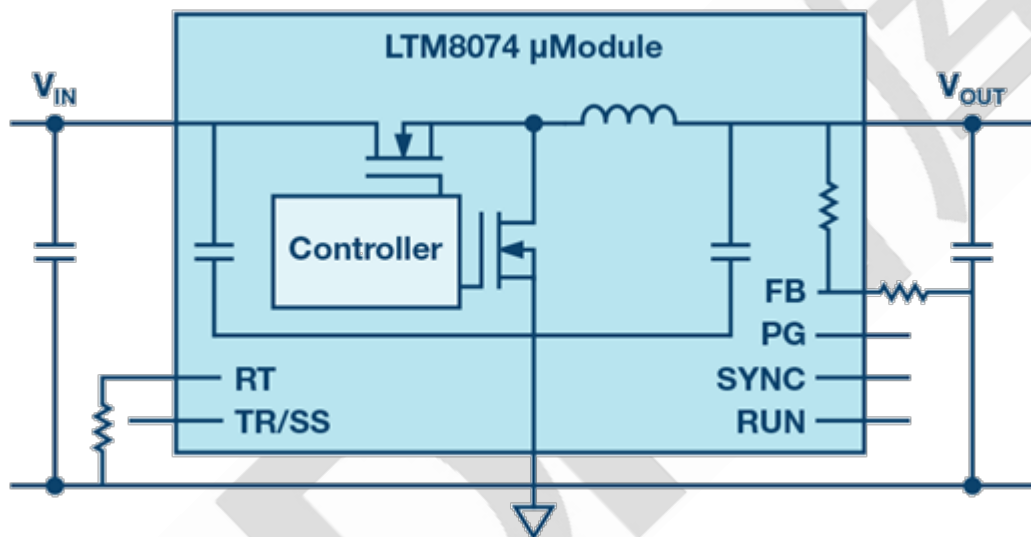 LTM8074 µModule
V_IN
V_OUT
Controller
FB
PG
RT
SYNC
TR/SS
RUN